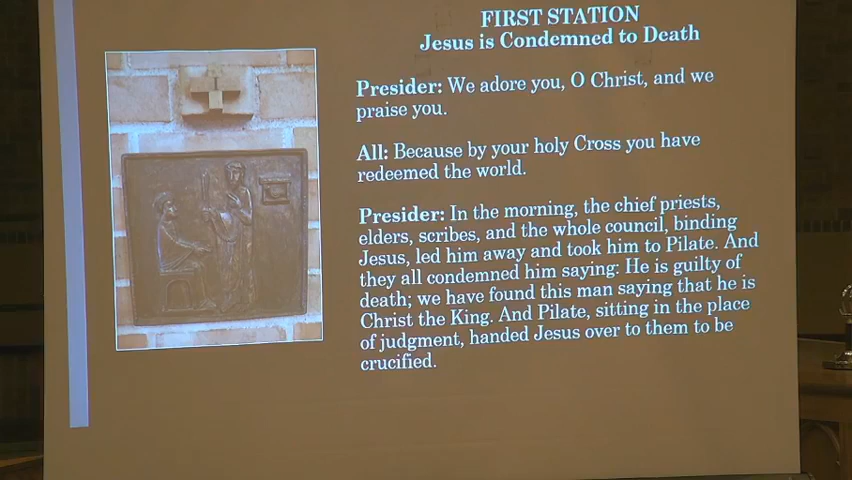 FIRST STATION
Jesus is Condemned to Death
Presider: We adore you, O Christ, and we
praise you.
All: Because by your holy Cross you have
redeemed the world.
Presider: In the morning, the chief priests,
elders, scribes, and the whole council, binding
Jesus, led him away and took him to Pilate. And
they all condemned him saying: He is guilty of
death; we have found this man saying that he is
Christ the King. And Pilate, sitting in the place
of judgment, handed Jesus over to them to be
crucified.